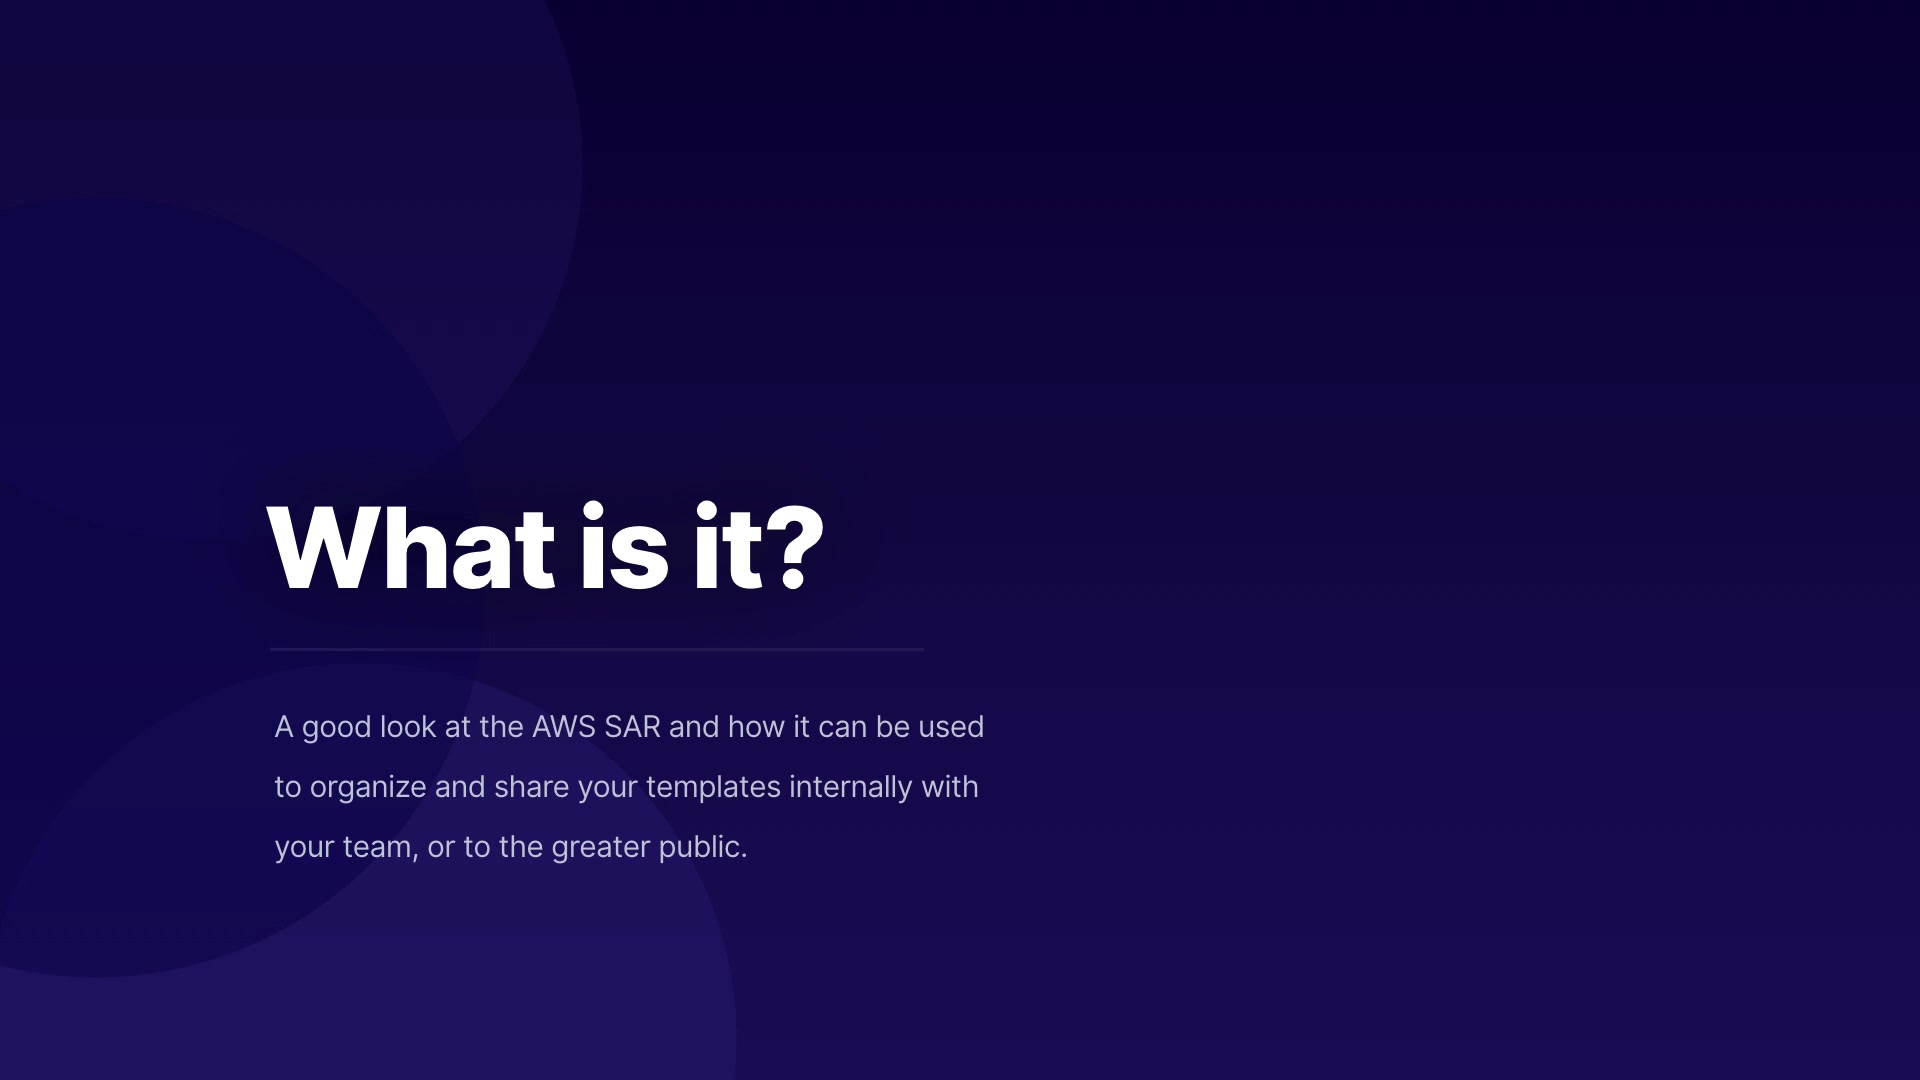 What is it?
A good look at the AWS SAR and how it can be used
to organize and share your templates internally with
your team, or to the greater public.